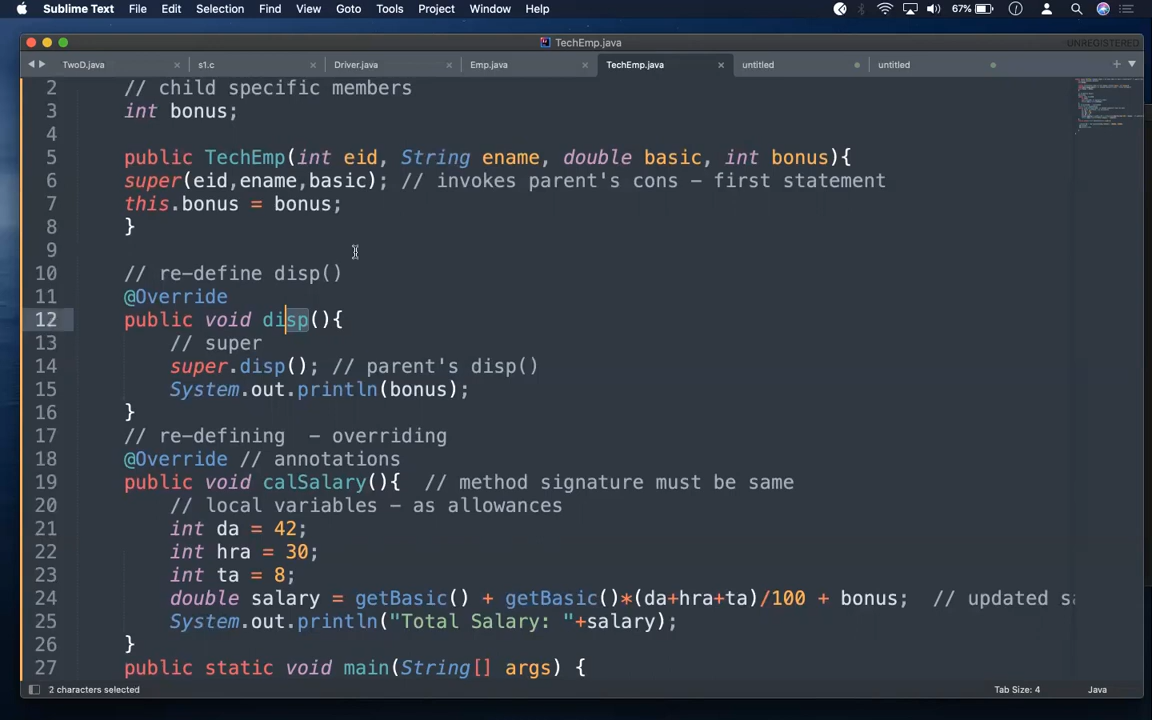 Sublime Text File Edit Selection Find View Goto Tools Project Window Help 67%
TechEmp.java UNREGISTERED
TwoD.java s1.c Driver.java Emp.java TechEmp.java untitled untitled
2 // child specific members
3 int bonus;
4
5 public TechEmp(int eid, String ename, double basic, int bonus){
6 super(eid,ename,basic); // invokes parent's cons - first statement
7 this.bonus = bonus;
8 }
9
10 // re-define disp()
11 @Override
12 public void disp(){
13 // super
14 super.disp(); // parent's disp()
15 System.out.println(bonus);
16 }
17 // re-defining  - overriding
18 @Override // annotations
19 public void calSalary(){  // method signature must be same
20 // local variables - as allowances
21 int da = 42;
22 int hra = 30;
23 int ta = 8;
24 double salary = getBasic() + getBasic()*(da+hra+ta)/100 + bonus;  // updated sa
25 System.out.println("Total Salary: "+salary);
26 }
27 public static void main(String[] args) {
2 characters selected Tab Size: 4 Java